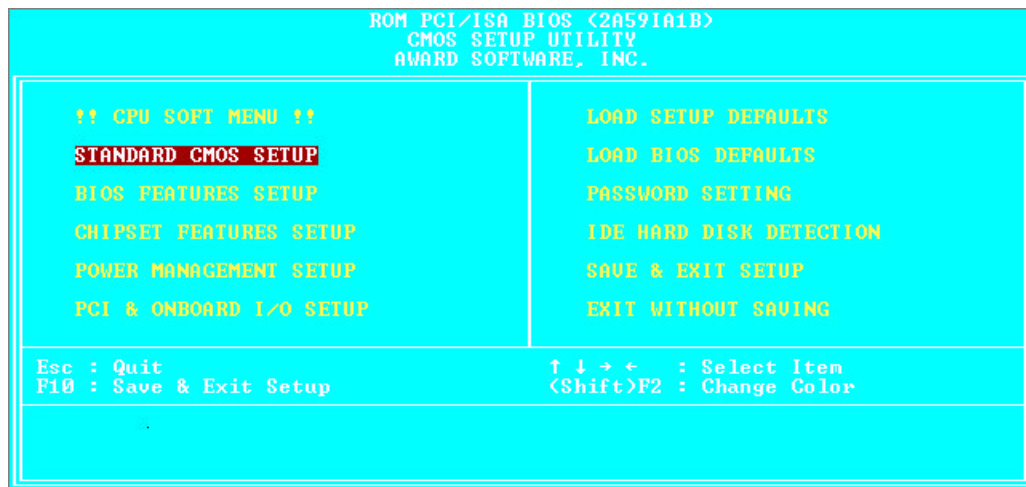 ROM PCI/ISA BIOS (2A59IA1B)
CMOS SETUP UTILITY
AWARD SOFTWARE, INC.
!! CPU SOFT MENU !!
STANDARD CMOS SETUP
BIOS FEATURES SETUP
CHIPSET FEATURES SETUP
POWER MANAGEMENT SETUP
PCI & ONBOARD I/O SETUP
LOAD SETUP DEFAULTS
LOAD BIOS DEFAULTS
PASSWORD SETTING
IDE HARD DISK DETECTION
SAVE & EXIT SETUP
EXIT WITHOUT SAVING
Esc : Quit
F10 : Save & Exit Setup
↑ ↓ → ← : Select Item
(Shift)F2 : Change Color